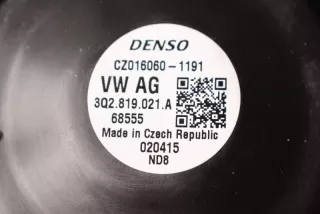 DENSO
CZ016060-1191
VW AG
3Q2.819.021.A
68555
Made in Czech Republic
020415
ND8